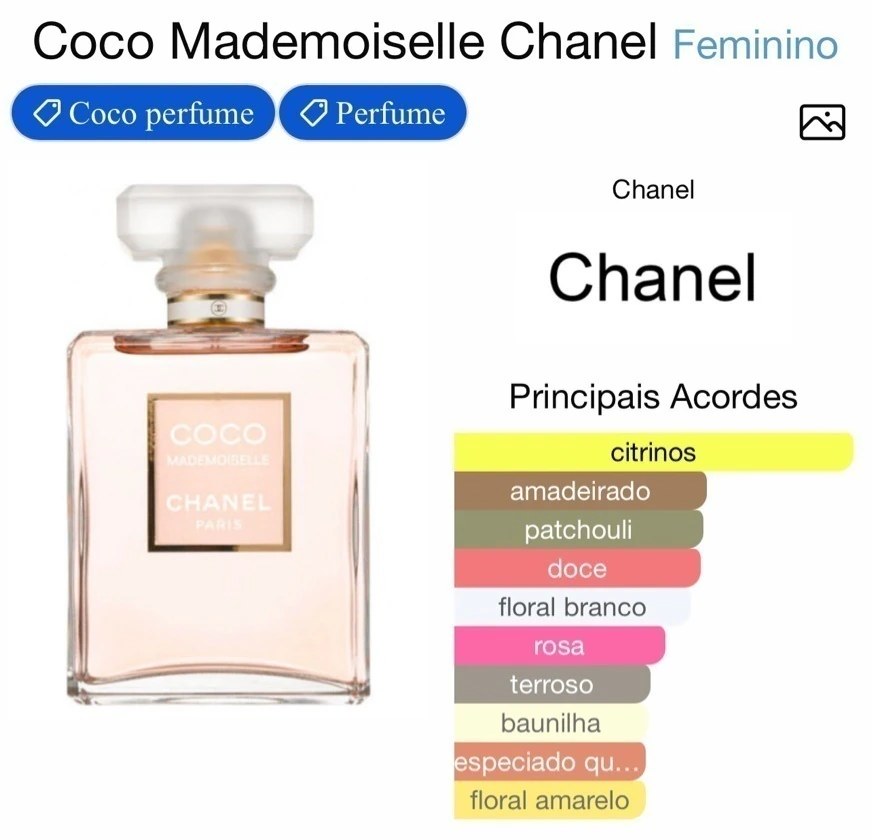 Coco Mademoiselle Chanel Feminino
Coco perfume Perfume
Chanel
Chanel
COCO
MADEMOISELLE
CHANEL
PARIS
Principais Acordes
citrinos
amadeirado
patchouli
doce
floral branco
rosa
terroso
baunilha
especiado qu...
floral amarelo